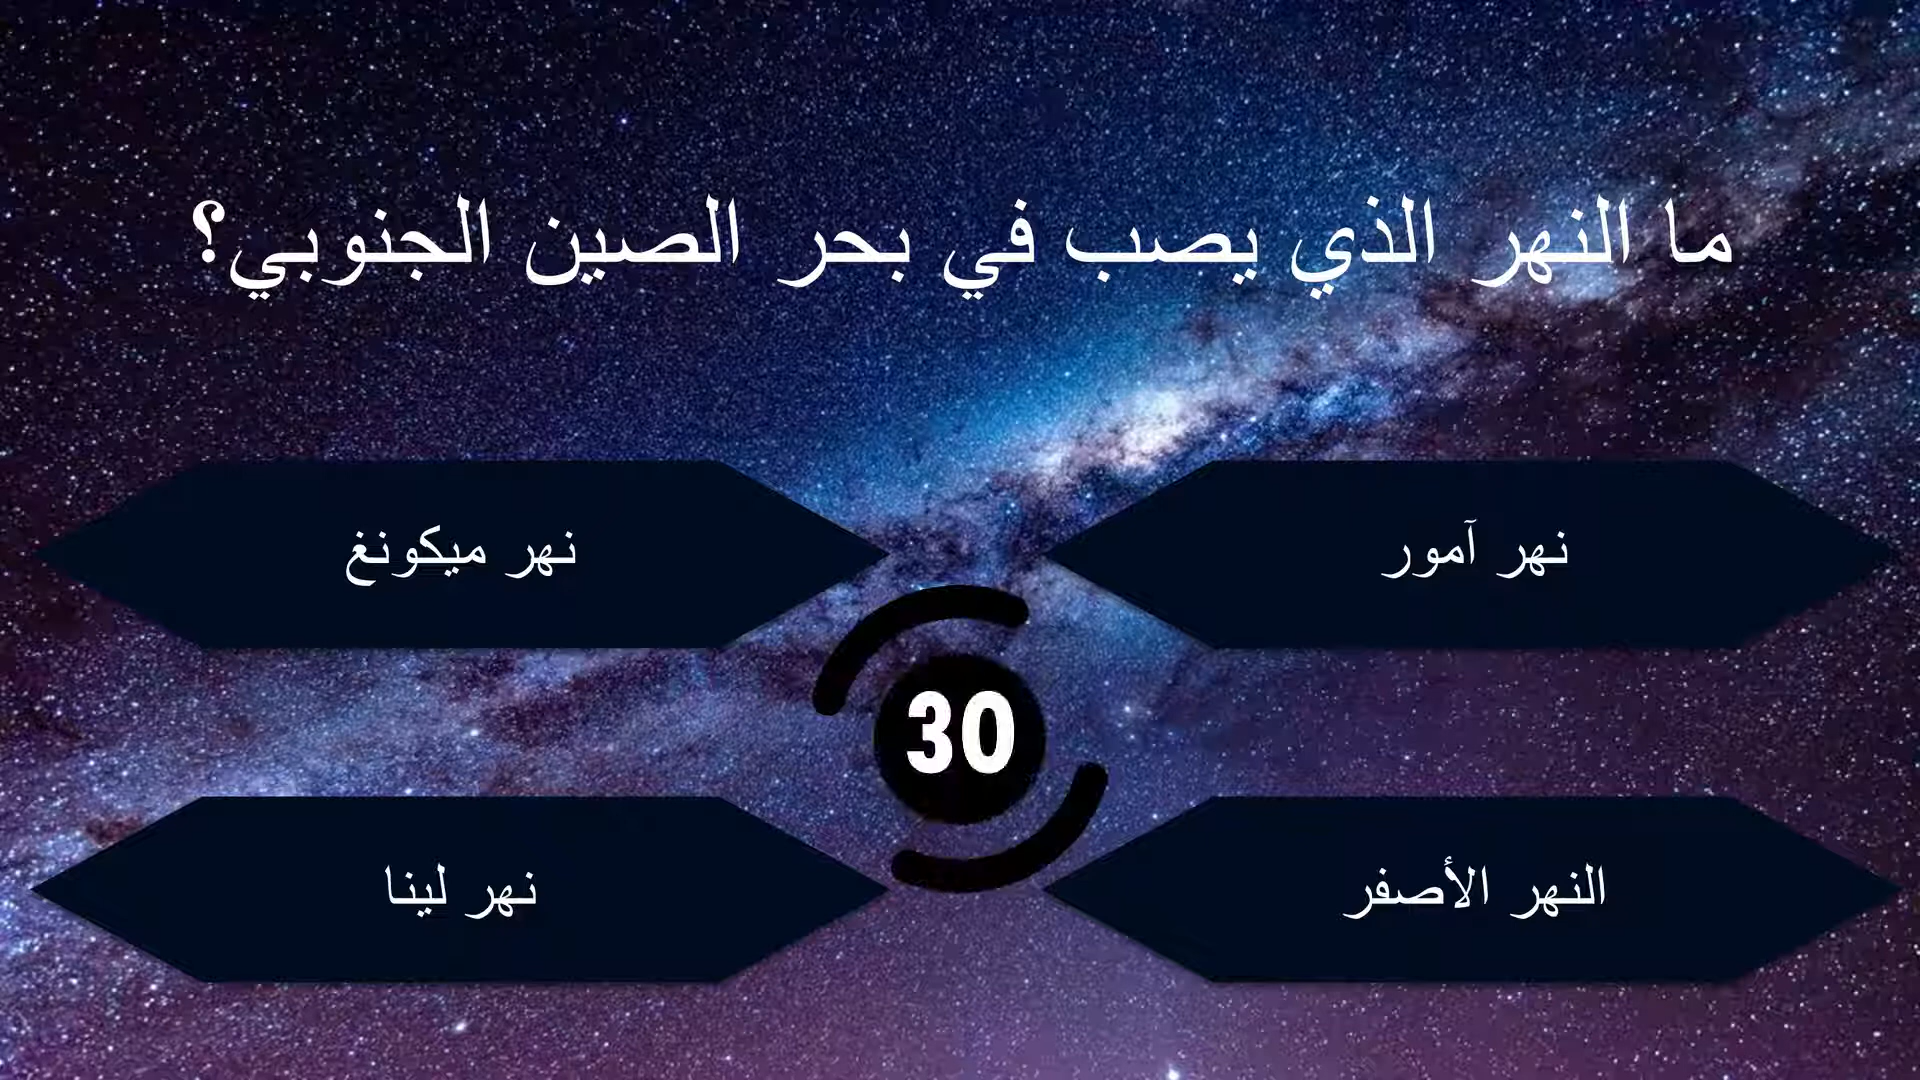 ما النهر الذي يصب في بحر الصين الجنوبي؟
نهر آمور
نهر ميكونغ
30
النهر الأصفر
نهر لينا